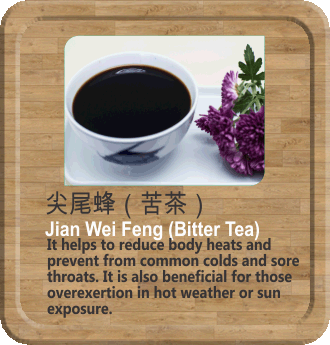 尖尾蜂（苦茶）
Jian Wei Feng (Bitter Tea)
It helps to reduce body heats and
prevent from common colds and sore
throats. It is also beneficial for those
overexertion in hot weather or sun
exposure.